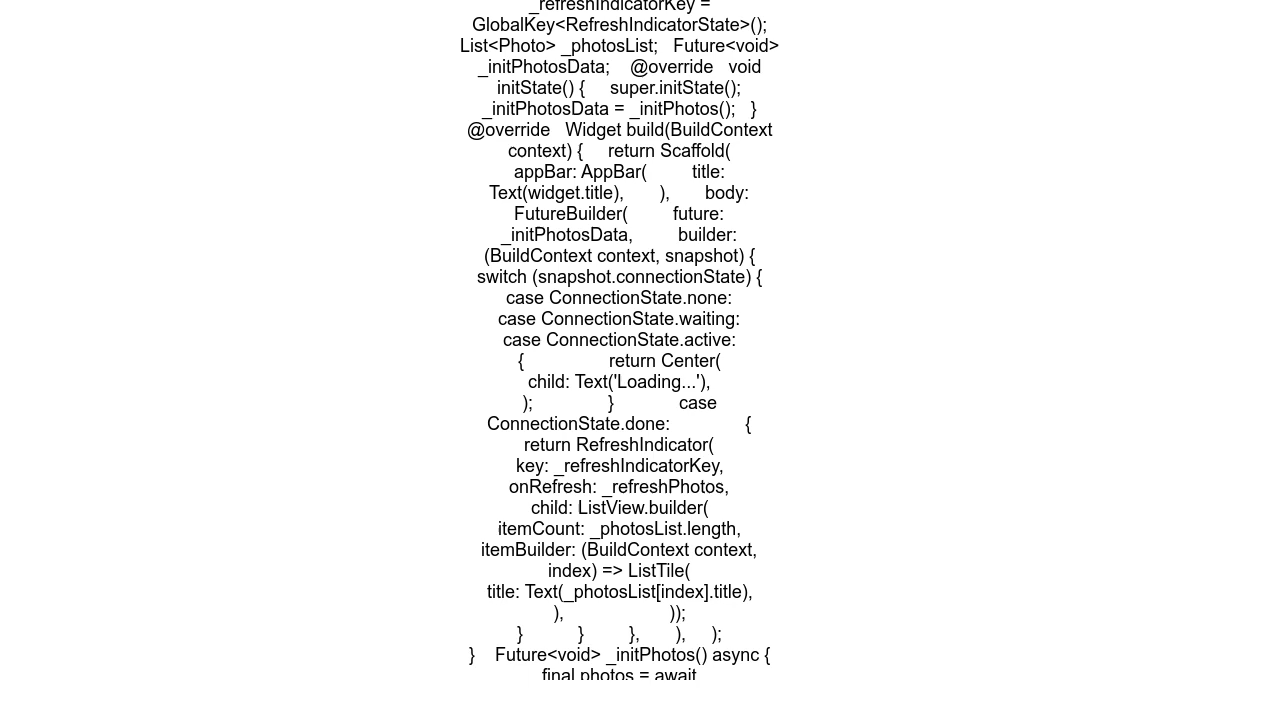 _refreshIndicatorKey =
GlobalKey<RefreshIndicatorState>();
List<Photo> _photosList;   Future<void>
_initPhotosData;    @override   void
initState() {     super.initState();
_initPhotosData = _initPhotos();   }
@override   Widget build(BuildContext
context) {     return Scaffold(
appBar: AppBar(         title:
Text(widget.title),       ),       body:
FutureBuilder(         future:
_initPhotosData,         builder:
(BuildContext context, snapshot) {
switch (snapshot.connectionState) {
case ConnectionState.none:
case ConnectionState.waiting:
case ConnectionState.active:
{                 return Center(
child: Text('Loading...'),
);               }             case
ConnectionState.done:               {
return RefreshIndicator(
key: _refreshIndicatorKey,
onRefresh: _refreshPhotos,
child: ListView.builder(
itemCount: _photosList.length,
itemBuilder: (BuildContext context,
index) => ListTile(
title: Text(_photosList[index].title),
),                     ));
}           }         },       ),     );
}    Future<void> _initPhotos() async {
final photos = await